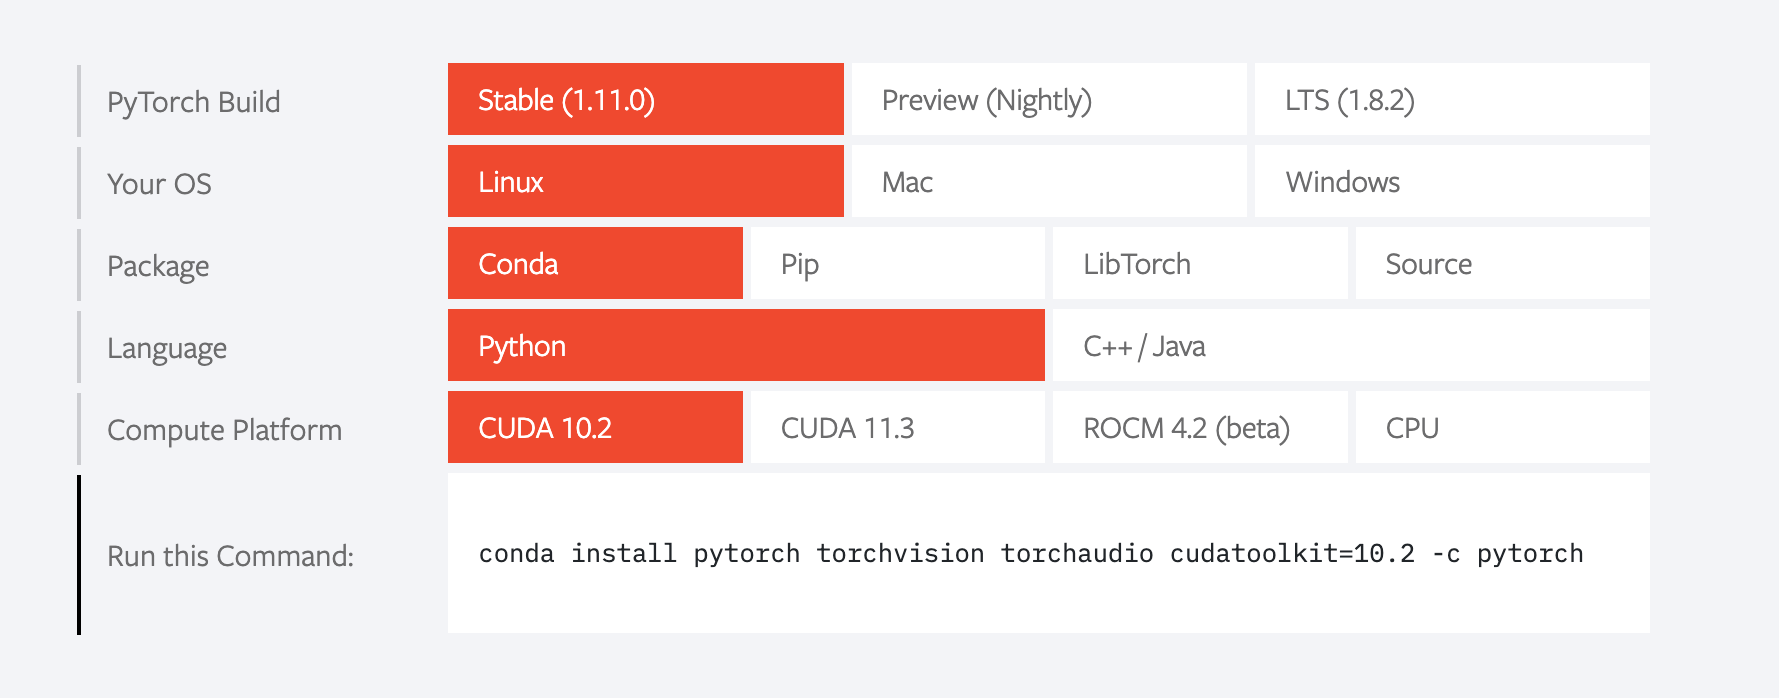 PyTorch Build
Stable (1.11.0)
Preview (Nightly)
LTS (1.8.2)
Your OS
Linux
Mac
Windows
Package
Conda
Pip
LibTorch
Source
Language
Python
C++ / Java
Compute Platform
CUDA 10.2
CUDA 11.3
ROCM 4.2 (beta)
CPU
Run this Command:
conda install pytorch torchvision torchaudio cudatoolkit=10.2 -c pytorch